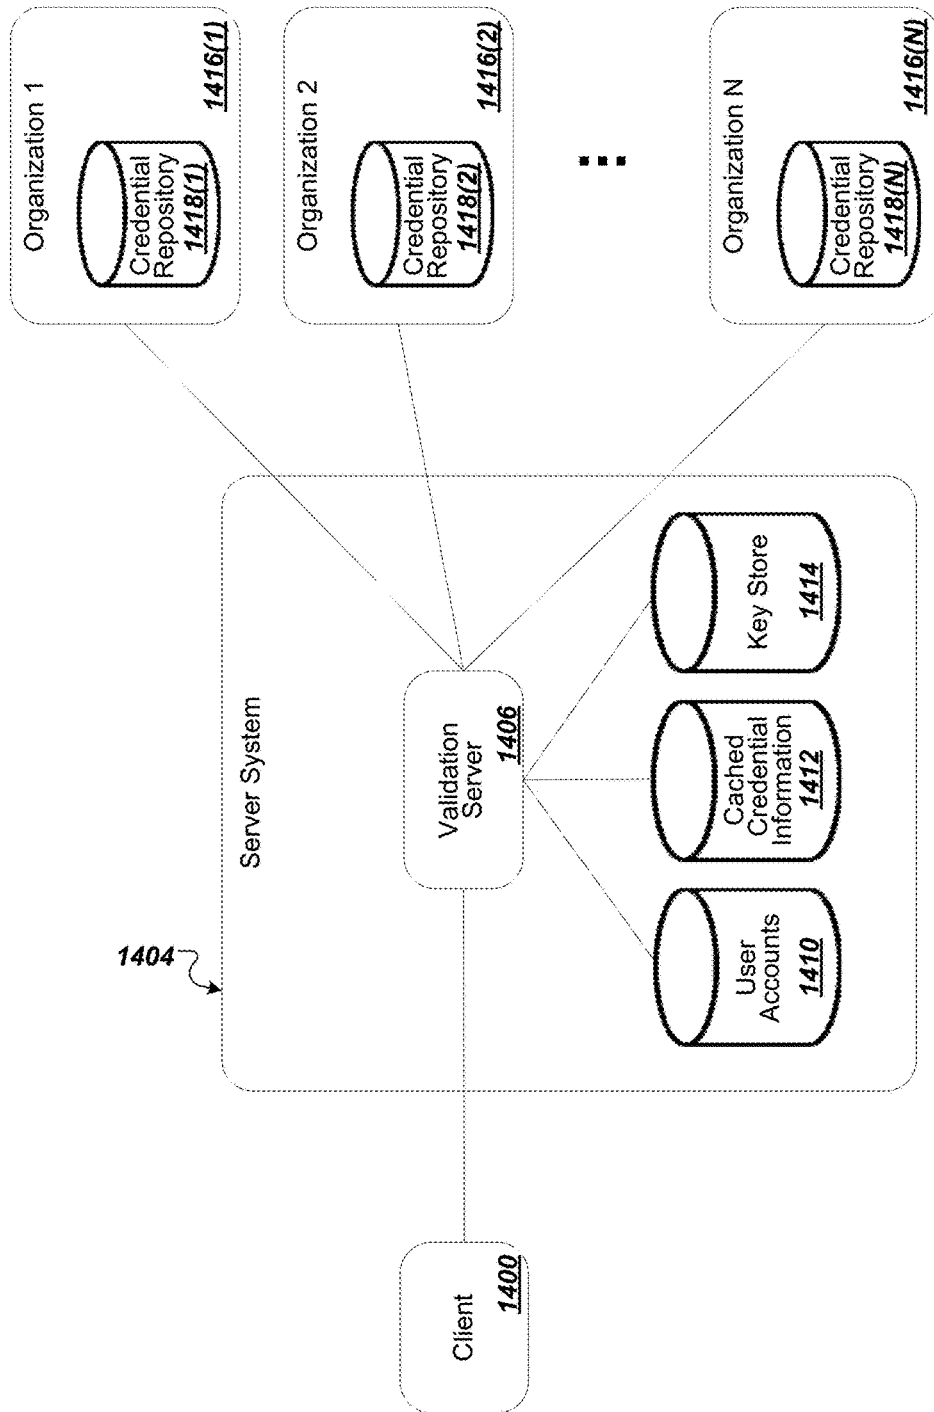 Client
1400
1404
Server System
Validation
Server
1406
User
Accounts
1410
Cached
Credential
Information
1412
Key Store
1414
Organization 1
Credential
Repository
1418(1)
1416(1)
Organization 2
Credential
Repository
1418(2)
1416(2)
Organization N
Credential
Repository
1418(N)
1416(N)